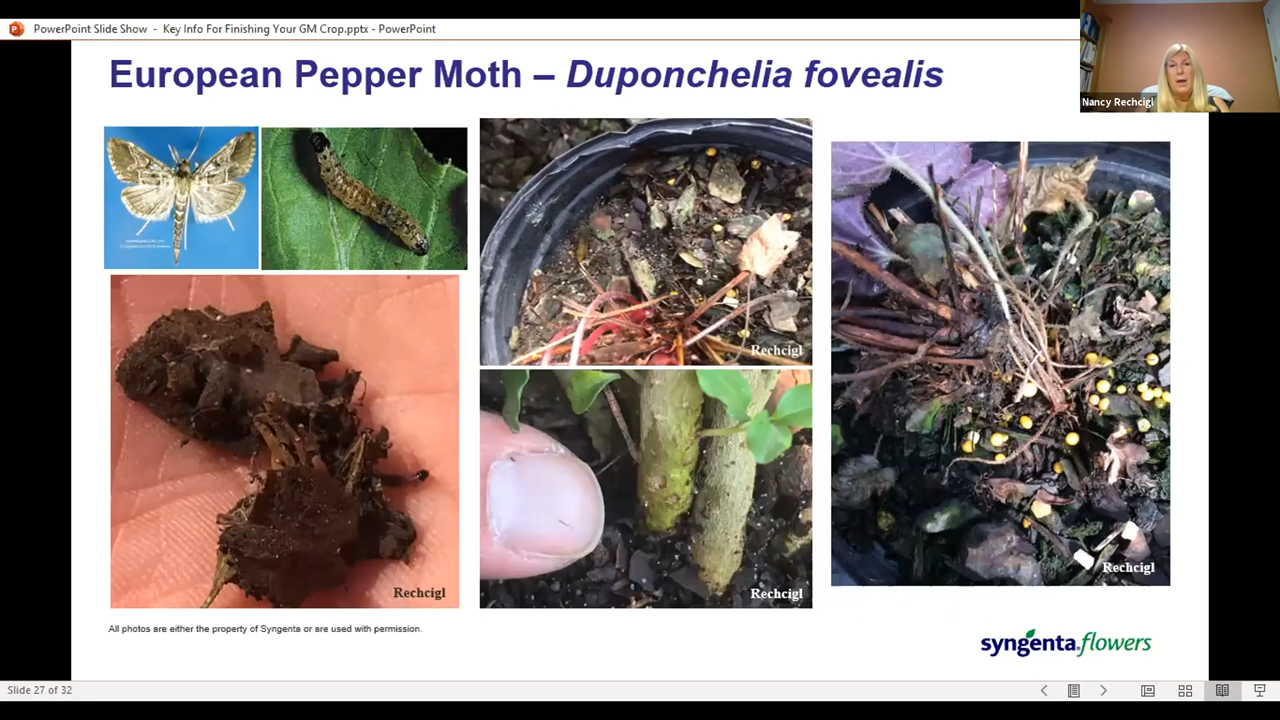 PowerPoint Slide Show - Key Info For Finishing Your GM Crop.pptx - PowerPoint
European Pepper Moth – Duponchelia fovealis
Nancy Rechcigl
Rechcigl
Rechcigl
Rechcigl
Rechcigl
All photos are either the property of Syngenta or are used with permission.
syngenta flowers
Slide 27 of 32